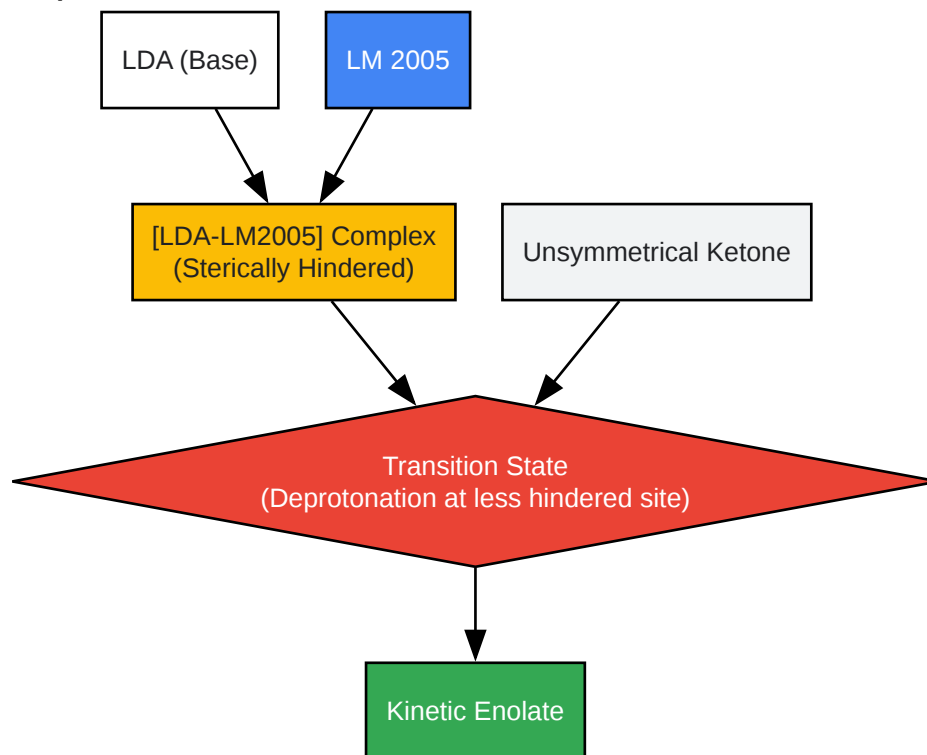 LDA (Base)
LM 2005
[LDA-LM2005] Complex
(Sterically Hindered)
Unsymmetrical Ketone
Transition State
(Deprotonation at less hindered site)
Kinetic Enolate